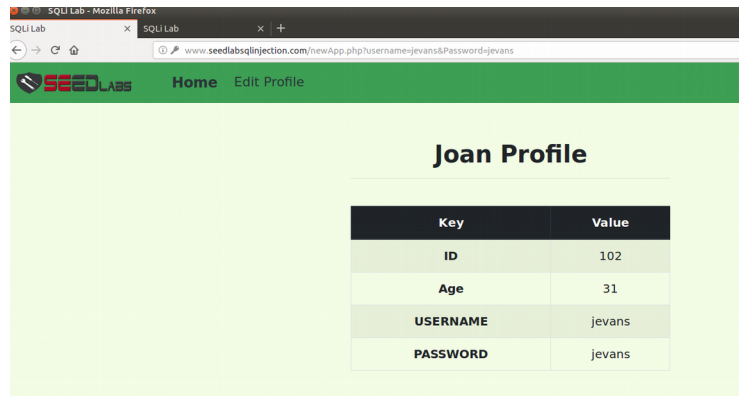 SQLi Lab - Mozilla Firefox
SQLi Lab × SQLi Lab × +
www.seedlabsqlinjection.com/newApp.php?username=jevans&Password=jevans
SEEDLABS Home Edit Profile
Joan Profile
Key Value
ID 102
Age 31
USERNAME jevans
PASSWORD jevans